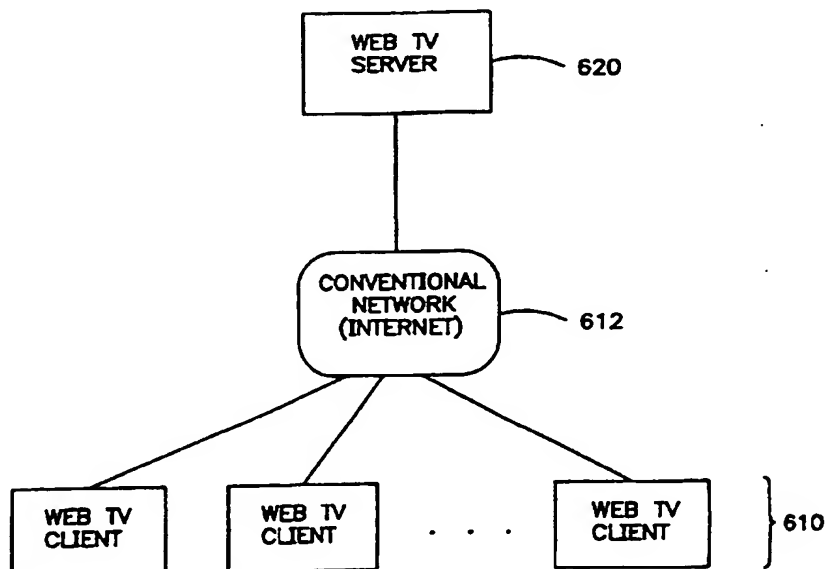 WEB TV
SERVER
620
CONVENTIONAL
NETWORK
(INTERNET)
612
WEB TV
CLIENT
WEB TV
CLIENT
. . . .
WEB TV
CLIENT
610